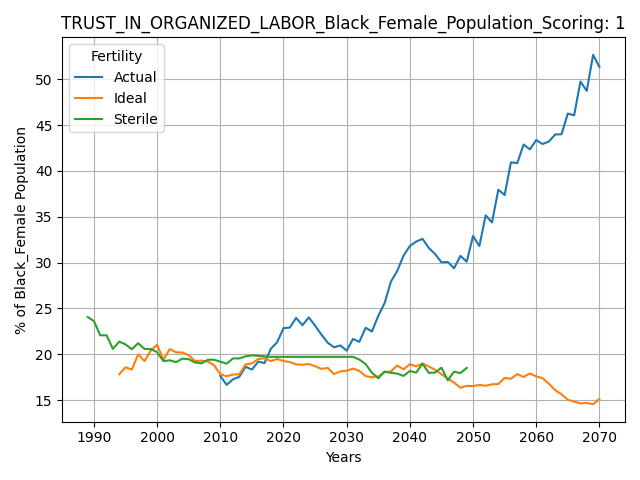 TRUST_IN_ORGANIZED_LABOR_Black_Female_Population_Scoring: 1
Fertility
Actual
Ideal
Sterile
% of Black_Female Population
50
45
40
35
30
25
20
15
1990 2000 2010 2020 2030 2040 2050 2060 2070
Years